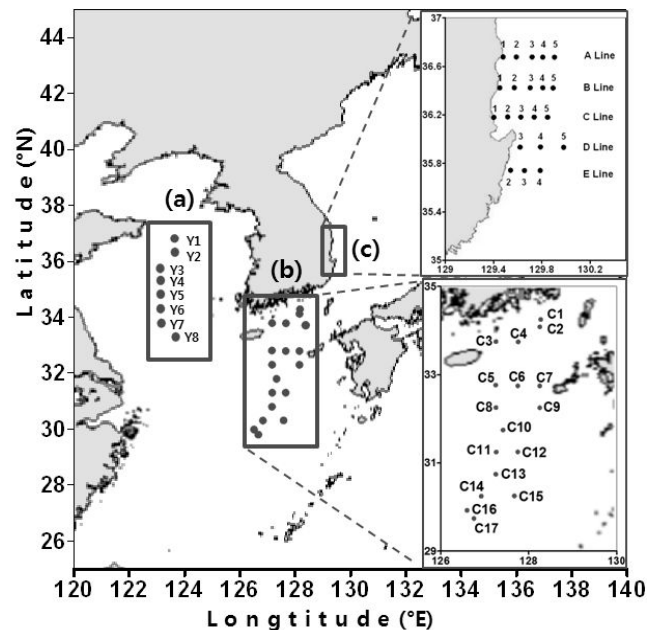 44
42
40
38
36
34
32
30
28
26
Latitude (°N)
120 122 124 126 128 130 132 134 136 138 140
Longtitude (°E)
(a)
Y1
Y2
Y3
Y4
Y5
Y6
Y7
Y8
(b)
(c)
37
36.6
36.2
35.8
35.4
35
129 129.4 129.8 130.2
1 2 3 4 5 A Line
1 2 3 4 5 B Line
1 2 3 4 5 C Line
3 4 5 D Line
2 3 4 E Line
35
33
31
29
126 128 130
C1
C2
C3 C4
C5 C6 C7
C8 C9
C10
C11 C12
C13
C14 C15
C16
C17